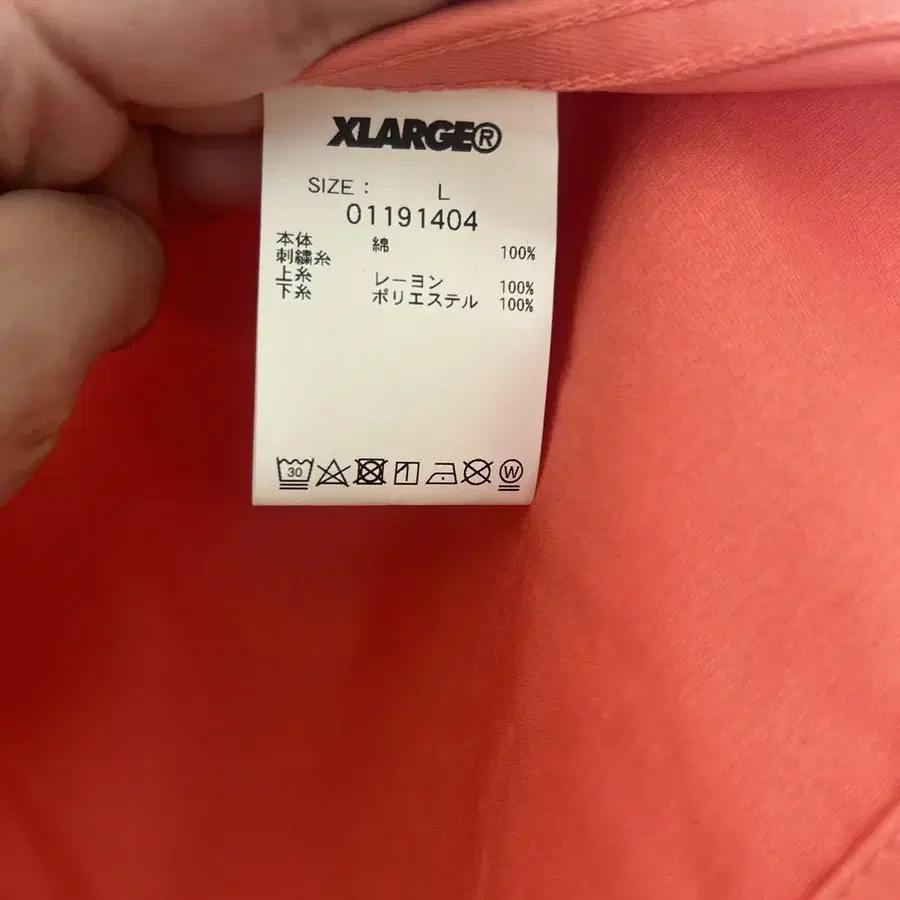 XLARGE®
SIZE : L
01191404
本体 綿 100%
刺繍糸
上糸 レーヨン 100%
下糸 ポリエステル 100%
30
W